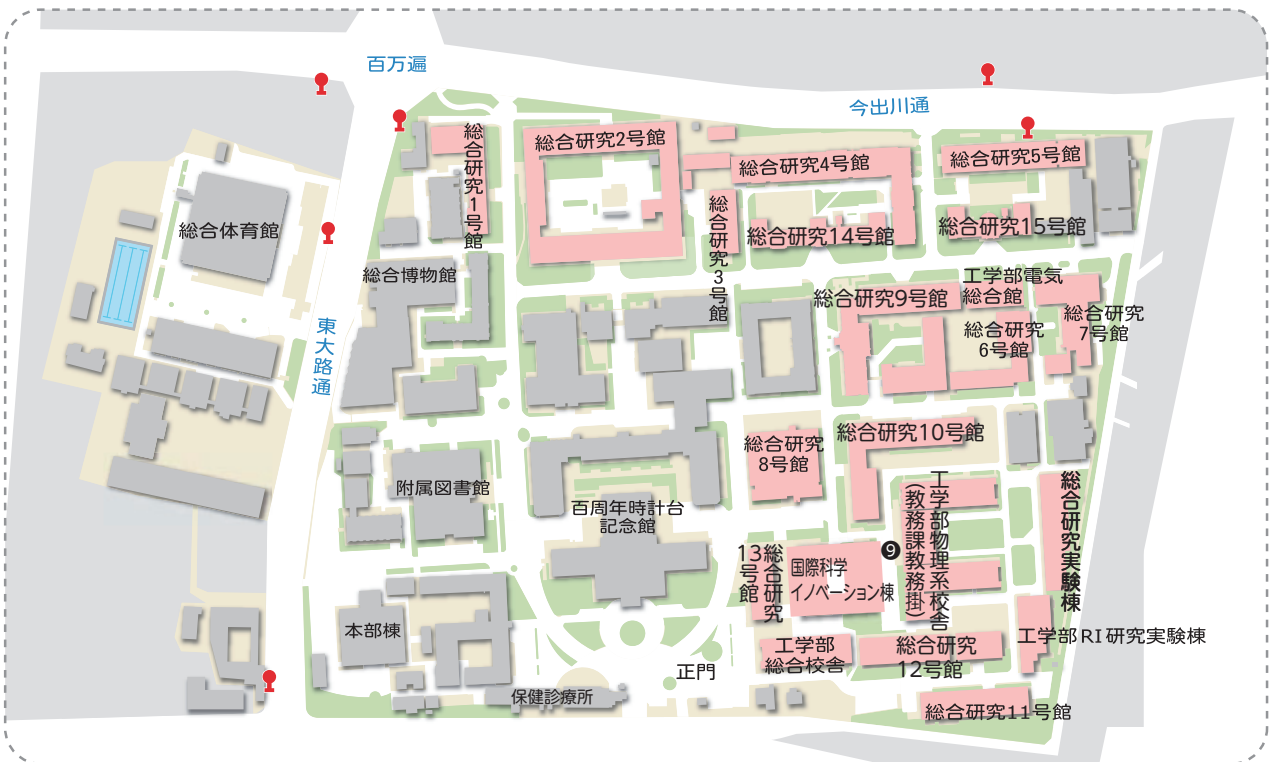 百万遍
今出川通
総合研究1号館
総合研究2号館
総合研究4号館
総合研究5号館
総合体育館
総合研究3号館
総合研究14号館
総合研究15号館
総合博物館
工学部電気
総合館
総合研究9号館
総合研究
7号館
総合研究
6号館
東大路通
総合研究10号館
総合研究
8号館
附属図書館
百周年時計台
記念館
工学部物理系校舎
(教務課教務掛)
総合研究実験棟
9
総合研究
13号館
国際科学
イノベーション棟
本部棟
工学部RI研究実験棟
工学部
総合校舎
総合研究
12号館
正門
保健診療所
総合研究11号館